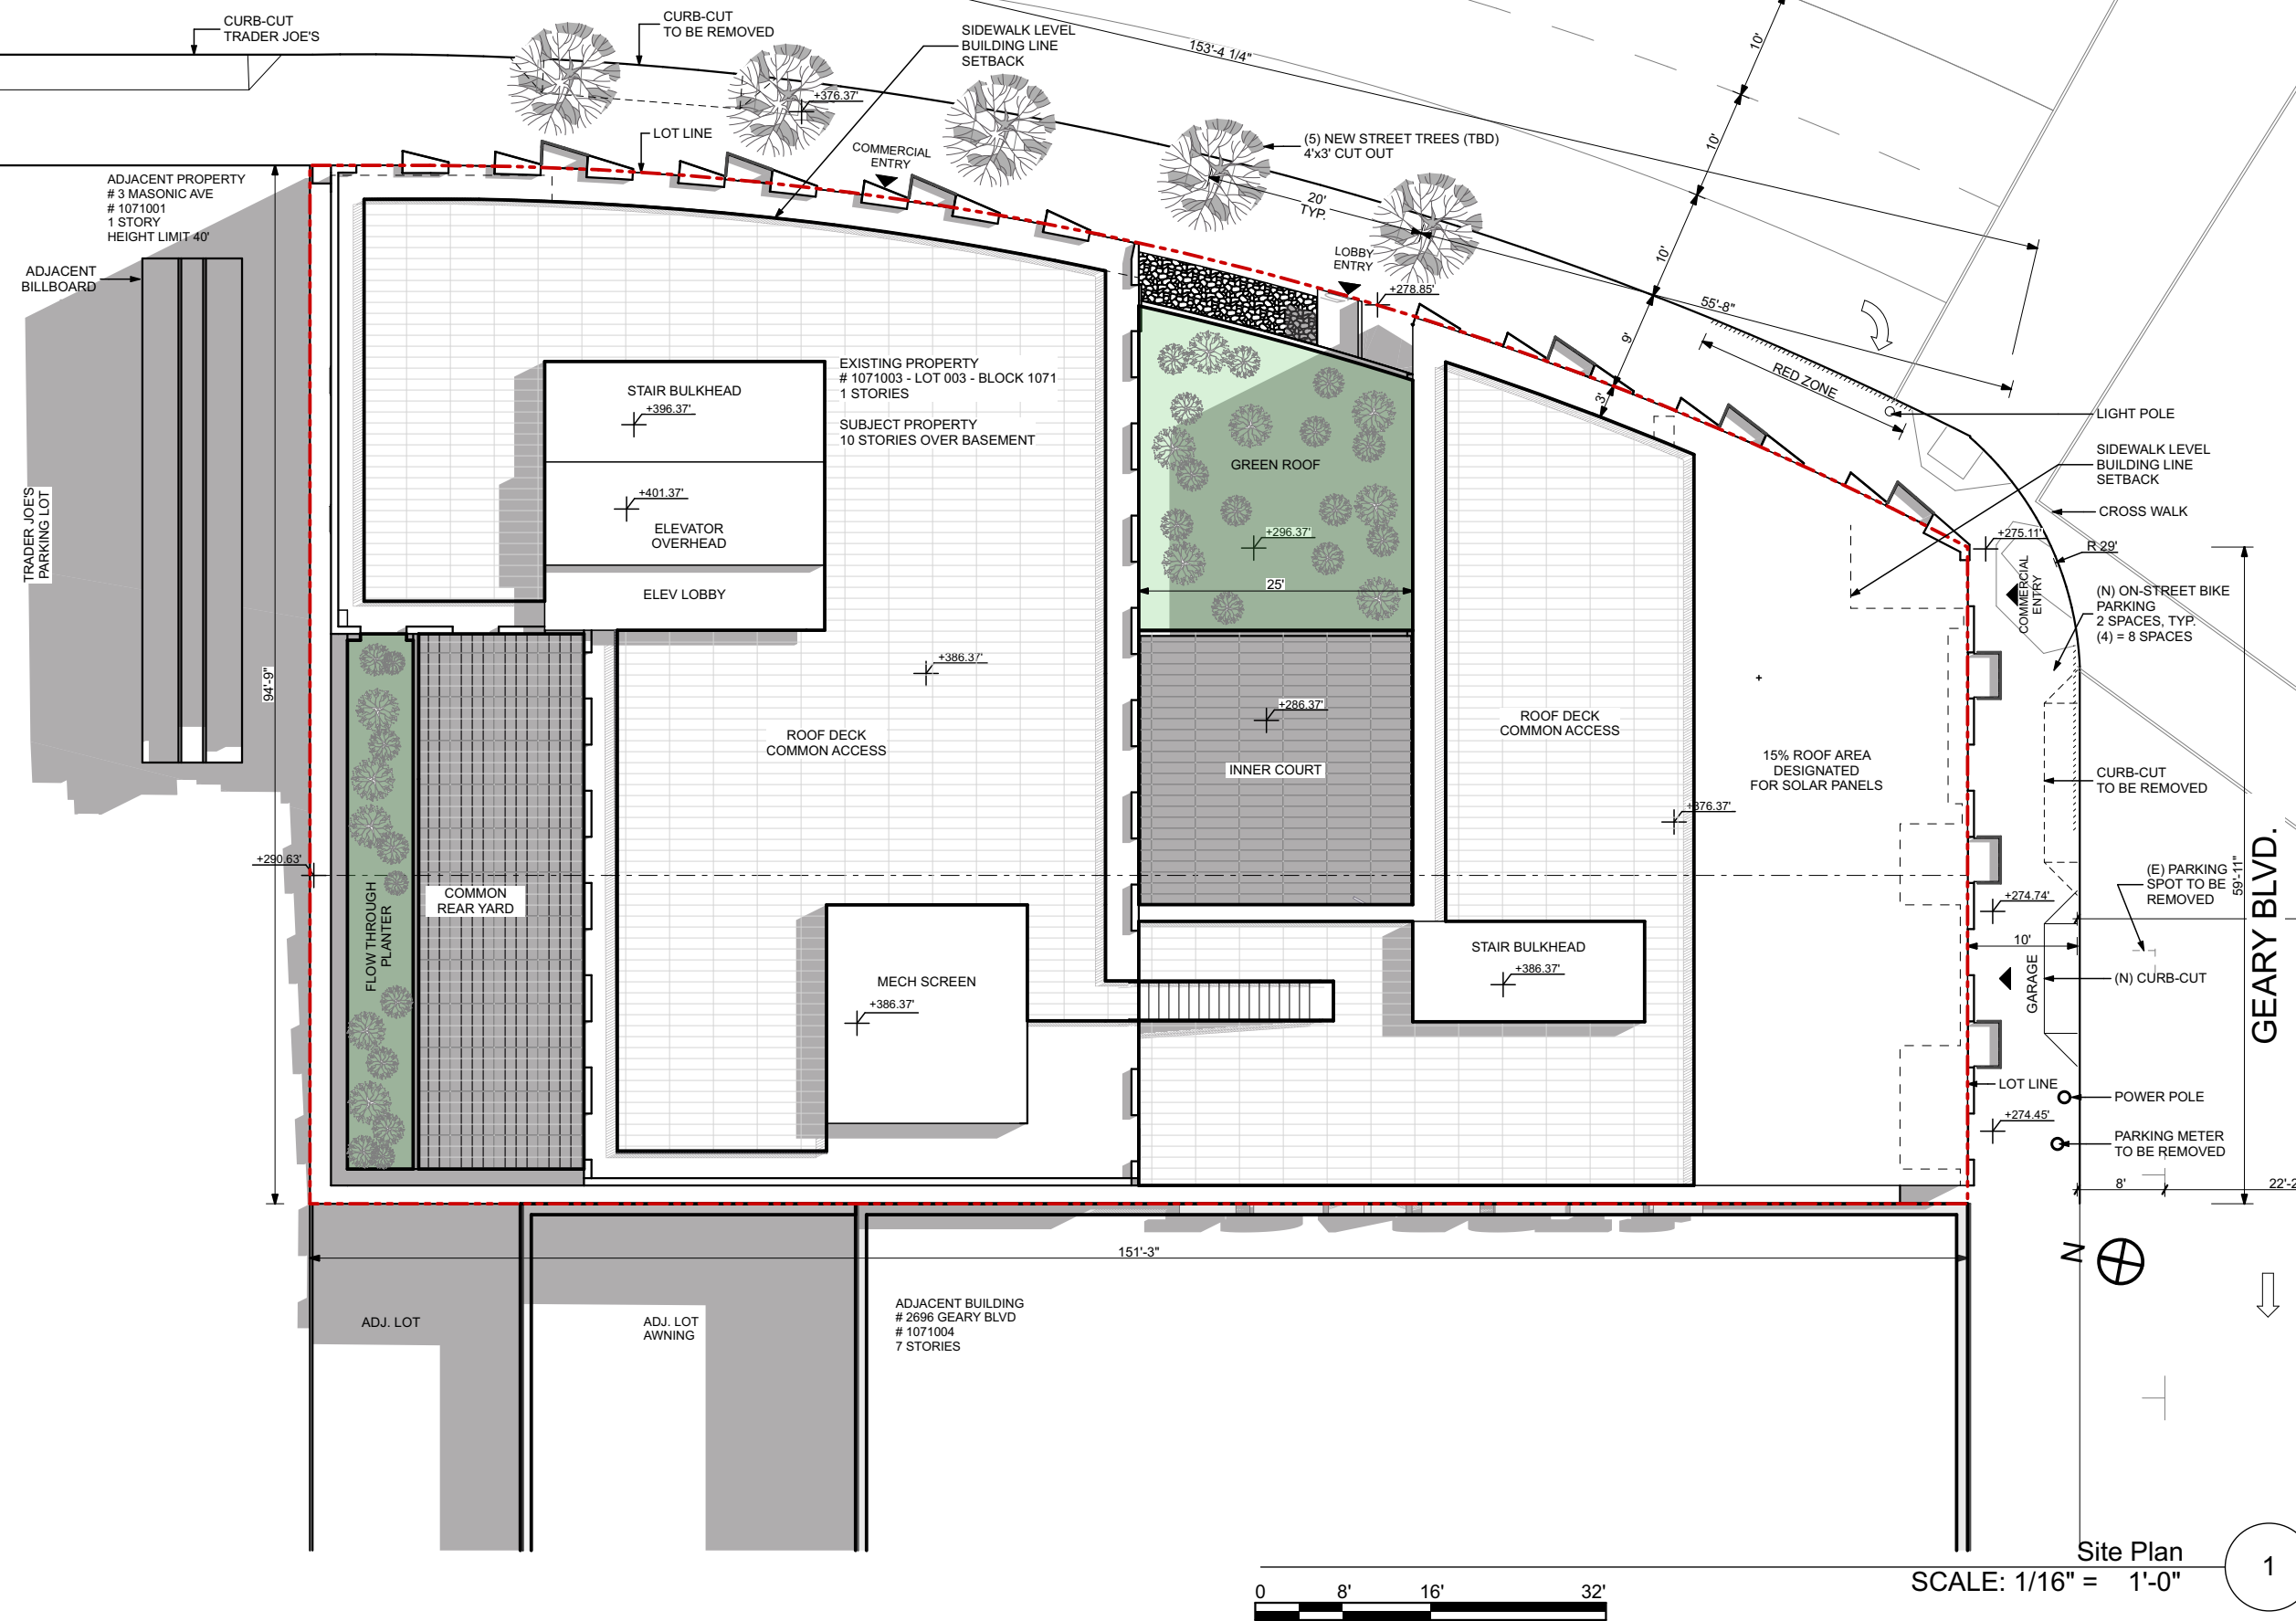 CURB-CUT
TRADER JOE'S
CURB-CUT
TO BE REMOVED
SIDEWALK LEVEL
BUILDING LINE
SETBACK
153'-4 1/4"
10'
10'
10'
9'
3'
+376.37'
LOT LINE
COMMERCIAL
ENTRY
(5) NEW STREET TREES (TBD)
4'x3' CUT OUT
20'
TYP.
LOBBY
ENTRY
+278.85'
55'-8"
RED ZONE
ADJACENT PROPERTY
# 3 MASONIC AVE
# 1071001
1 STORY
HEIGHT LIMIT 40'
ADJACENT
BILLBOARD
TRADER JOE'S
PARKING LOT
94'-9"
STAIR BULKHEAD
+396.37'
+401.37'
ELEVATOR
OVERHEAD
ELEV LOBBY
EXISTING PROPERTY
# 1071003 - LOT 003 - BLOCK 1071
1 STORIES
SUBJECT PROPERTY
10 STORIES OVER BASEMENT
GREEN ROOF
+296.37'
25'
LIGHT POLE
SIDEWALK LEVEL
BUILDING LINE
SETBACK
CROSS WALK
+275.11'
R 29'
COMMERCIAL
ENTRY
(N) ON-STREET BIKE
PARKING
2 SPACES, TYP.
(4) = 8 SPACES
+386.37'
ROOF DECK
COMMON ACCESS
+286.37'
INNER COURT
ROOF DECK
COMMON ACCESS
15% ROOF AREA
DESIGNATED
FOR SOLAR PANELS
+376.37'
CURB-CUT
TO BE REMOVED
+290.63'
FLOW THROUGH
PLANTER
COMMON
REAR YARD
MECH SCREEN
+386.37'
STAIR BULKHEAD
+386.37'
(E) PARKING
SPOT TO BE
REMOVED
59'-11"
GEARY BLVD.
+274.74'
10'
GARAGE
(N) CURB-CUT
LOT LINE
POWER POLE
+274.45'
PARKING METER
TO BE REMOVED
8'
22'-2
151'-3"
N
ADJ. LOT
ADJ. LOT
AWNING
ADJACENT BUILDING
# 2696 GEARY BLVD
# 1071004
7 STORIES
Site Plan
SCALE: 1/16" = 1'-0"
1
0 8' 16' 32'